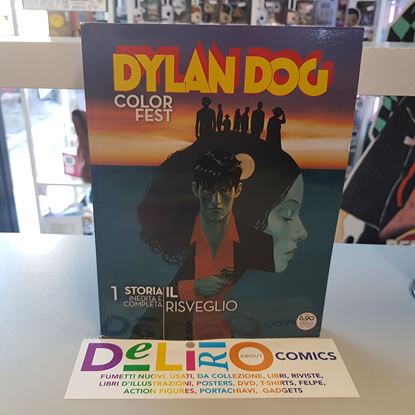 DYLAN DOG
COLOR
FEST
1 STORIA
INEDITA E
COMPLETA
IL
RISVEGLIO
6,90
DeLiRiO ABOUT COMICS
FUMETTI NUOVI, USATI, DA COLLEZIONE, LIBRI, RIVISTE,
LIBRI D'ILLUSTRAZIONI, POSTERS, DVD, T-SHIRTS, FELPE,
ACTION FIGURES, PORTACHIAVI, GADGETS